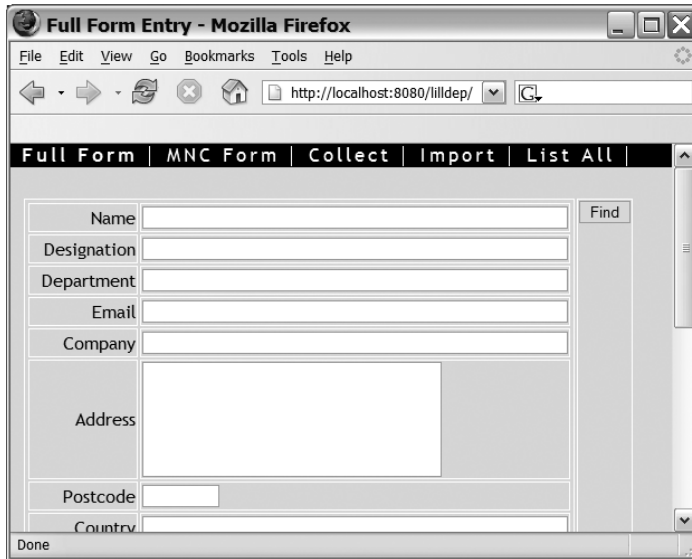 Full Form Entry - Mozilla Firefox
File Edit View Go Bookmarks Tools Help
http://localhost:8080/lilldep/ G
Full Form | MNC Form | Collect | Import | List All |
Name Find
Designation
Department
Email
Company
Address
Postcode
Country
Done